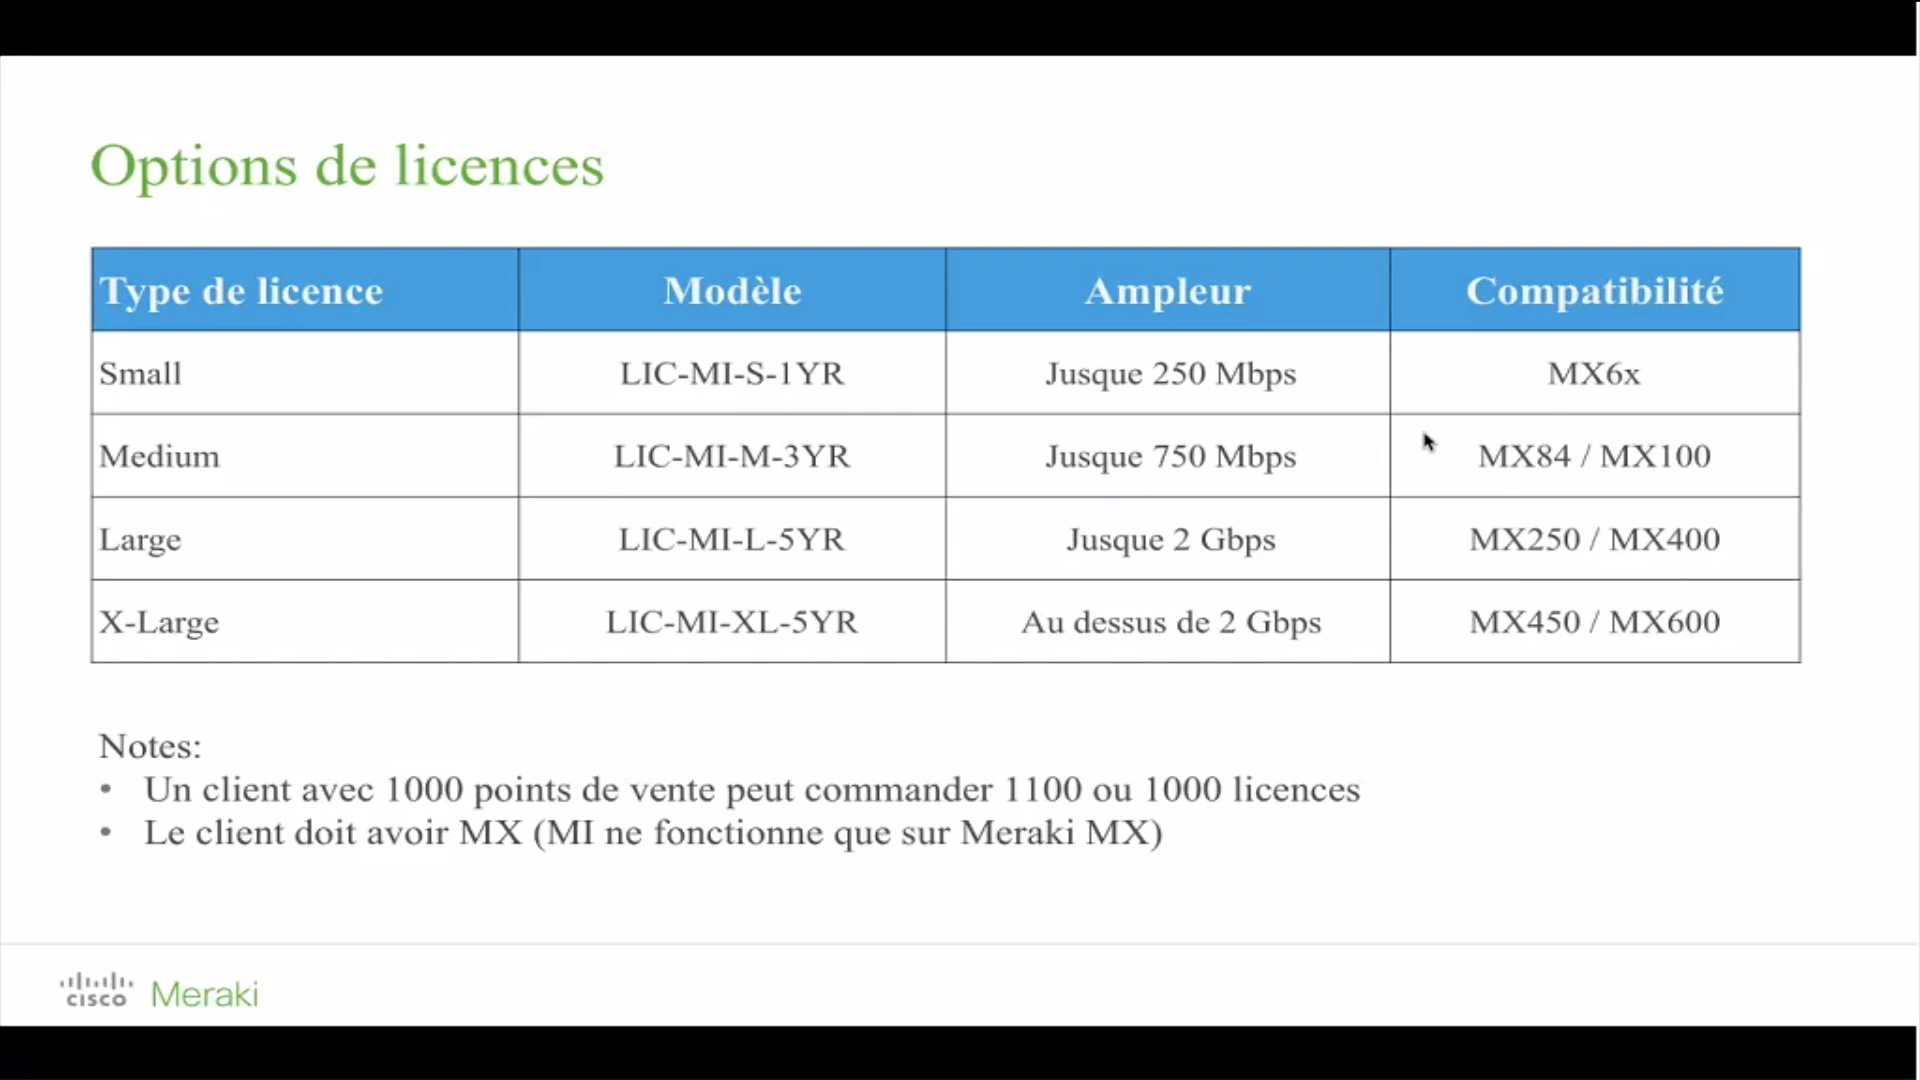 Options de licences
Type de licence Modèle Ampleur Compatibilité
Small LIC-MI-S-1YR Jusque 250 Mbps MX6x
Medium LIC-MI-M-3YR Jusque 750 Mbps MX84 / MX100
Large LIC-MI-L-5YR Jusque 2 Gbps MX250 / MX400
X-Large LIC-MI-XL-5YR Au dessus de 2 Gbps MX450 / MX600
Notes:
• Un client avec 1000 points de vente peut commander 1100 ou 1000 licences
• Le client doit avoir MX (MI ne fonctionne que sur Meraki MX)
CISCO Meraki